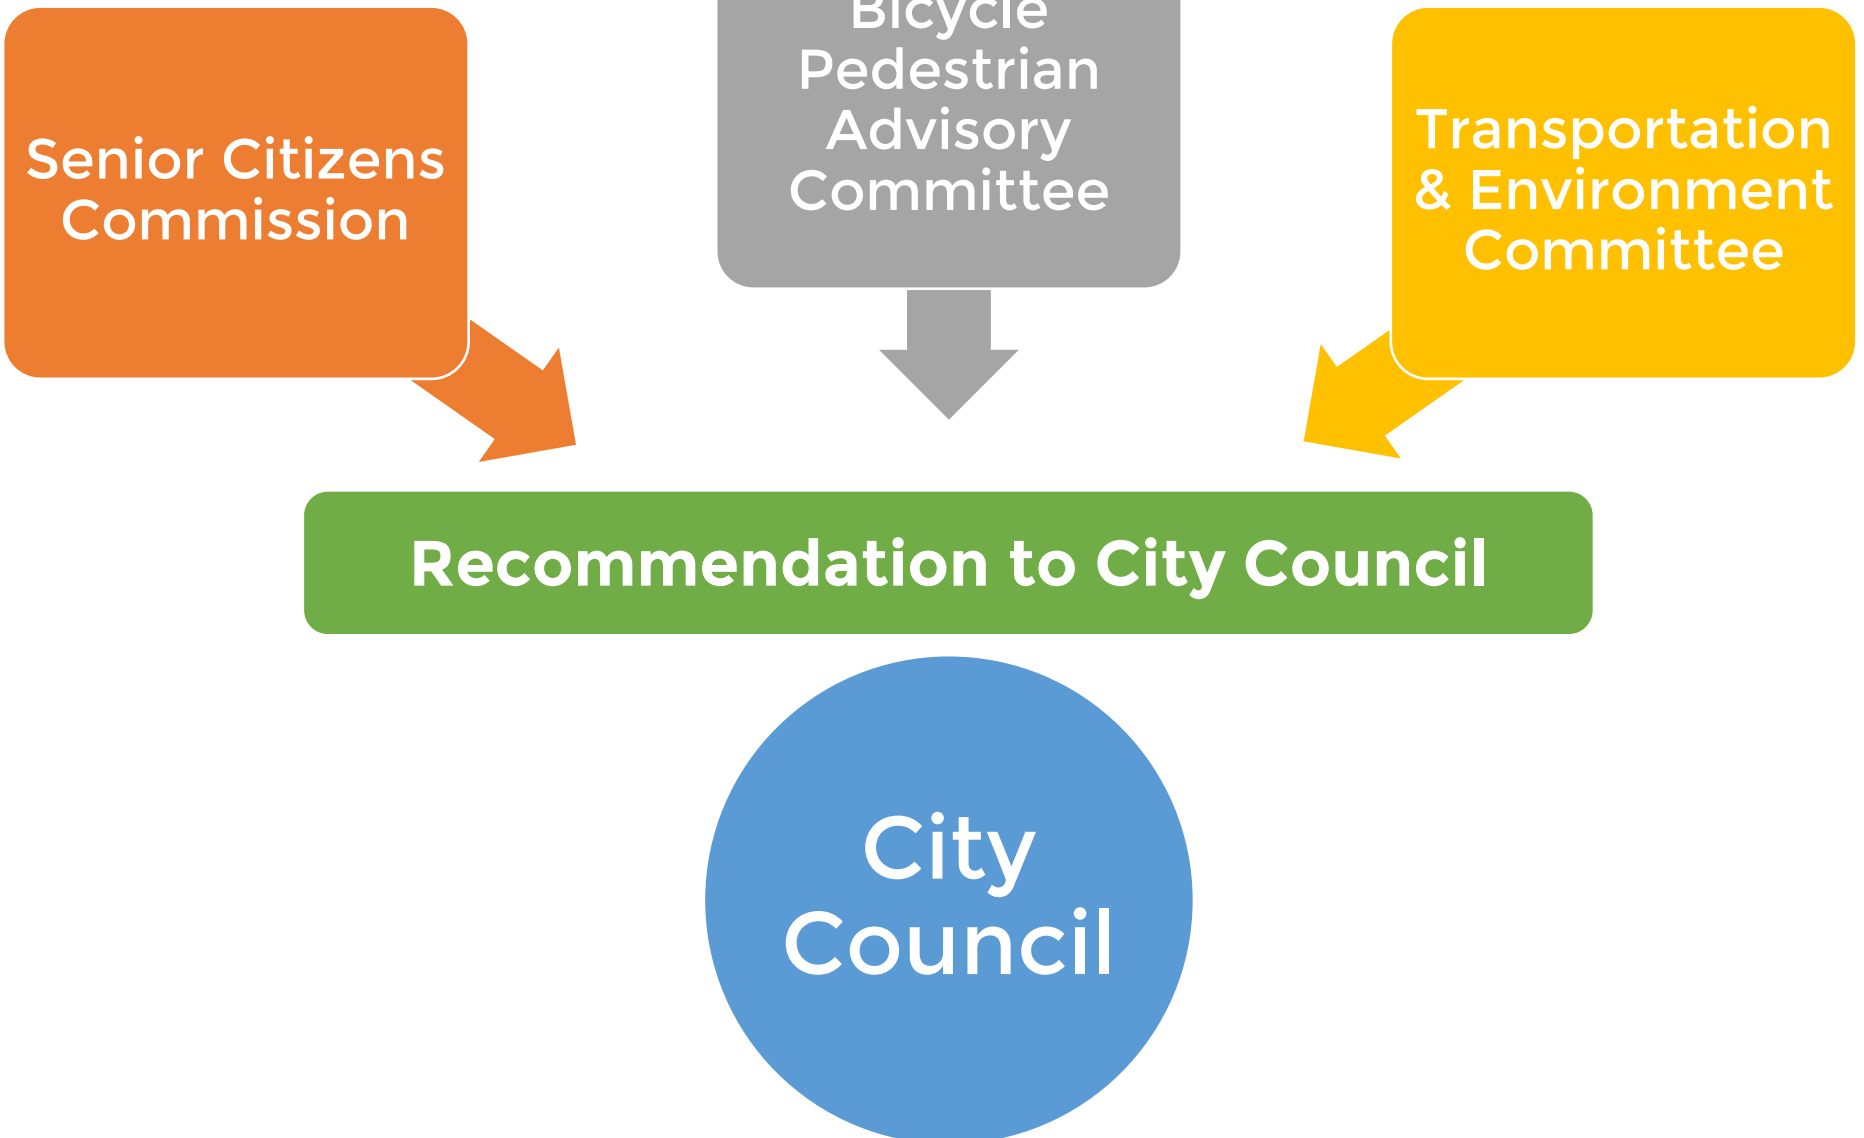 Senior Citizens
Commission
Bicycle
Pedestrian
Advisory
Committee
Transportation
& Environment
Committee
Recommendation to City Council
City
Council